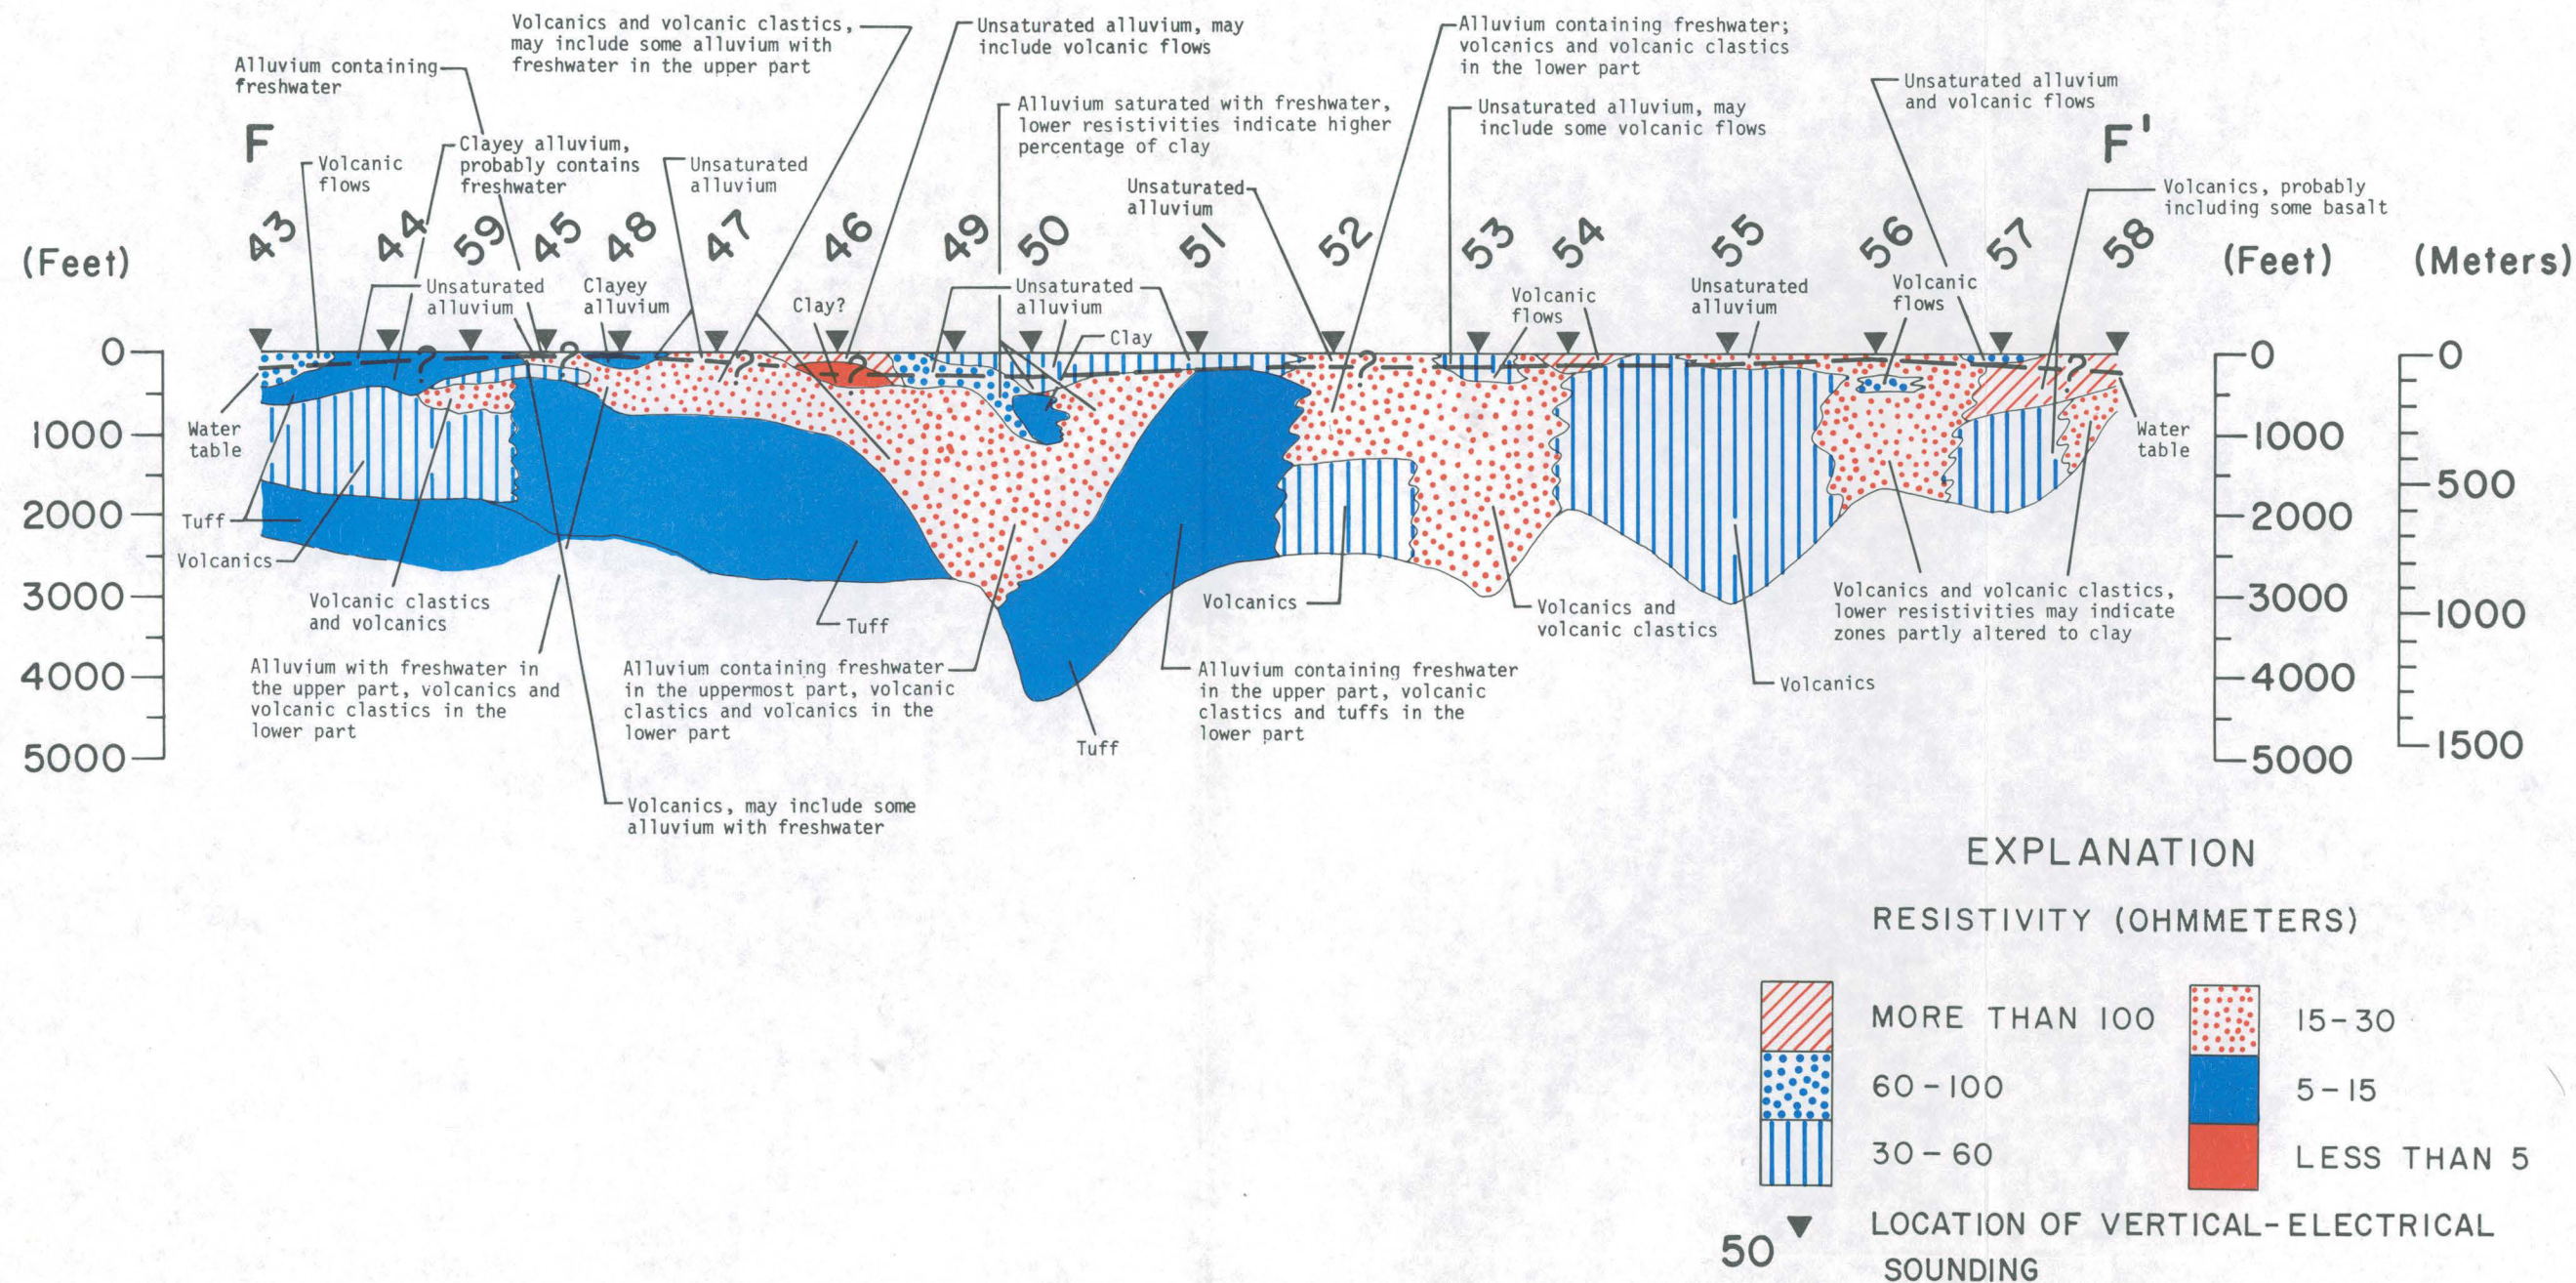 Volcanics and volcanic clastics,
may include some alluvium with
freshwater in the upper part
Unsaturated alluvium, may
include volcanic flows
Alluvium containing freshwater;
volcanics and volcanic clastics
in the lower part
Alluvium containing
freshwater
Unsaturated alluvium
and volcanic flows
Alluvium saturated with freshwater,
lower resistivities indicate higher
percentage of clay
Unsaturated alluvium, may
include some volcanic flows
F
F'
Clayey alluvium,
probably contains
freshwater
Volcanic
flows
Unsaturated
alluvium
Unsaturated
alluvium
Volcanics, probably
including some basalt
43 44 59 45 48 47 46 49 50 51 52 53 54 55 56 57 58
(Feet)
(Feet)
(Meters)
Unsaturated
alluvium
Clayey
alluvium
Clay?
Unsaturated
alluvium
Volcanic
flows
Unsaturated
alluvium
Volcanic
flows
Clay
? ? ? ? ? ?
0
1000
2000
3000
4000
5000
0
1000
2000
3000
4000
5000
0
500
1000
1500
Water
table
Water
table
Tuff
Volcanics
Volcanic clastics
and volcanics
Tuff
Volcanics
Volcanics and
volcanic clastics
Volcanics and volcanic clastics,
lower resistivities may indicate
zones partly altered to clay
Alluvium with freshwater in
the upper part, volcanics and
volcanic clastics in the
lower part
Alluvium containing freshwater
in the uppermost part, volcanic
clastics and volcanics in the
lower part
Alluvium containing freshwater
in the upper part, volcanic
clastics and tuffs in the
lower part
Volcanics
Tuff
Volcanics, may include some
alluvium with freshwater
EXPLANATION
RESISTIVITY (OHMMETERS)
MORE THAN 100
60-100
30-60
15-30
5-15
LESS THAN 5
50
LOCATION OF VERTICAL-ELECTRICAL
SOUNDING